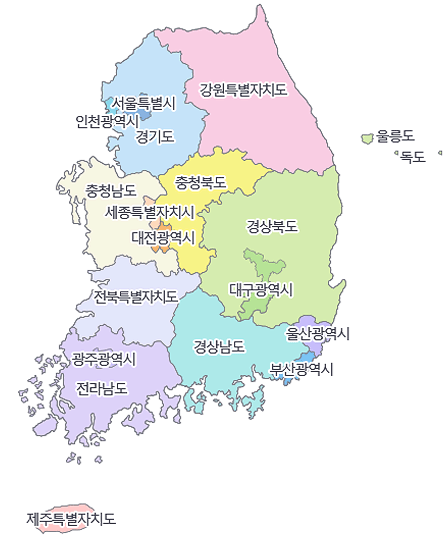 강원특별자치도
서울특별시
인천광역시
경기도
울릉도
독도
충청북도
충청남도
세종특별자치시
경상북도
대전광역시
대구광역시
전북특별자치도
울산광역시
경상남도
광주광역시
부산광역시
전라남도
제주특별자치도